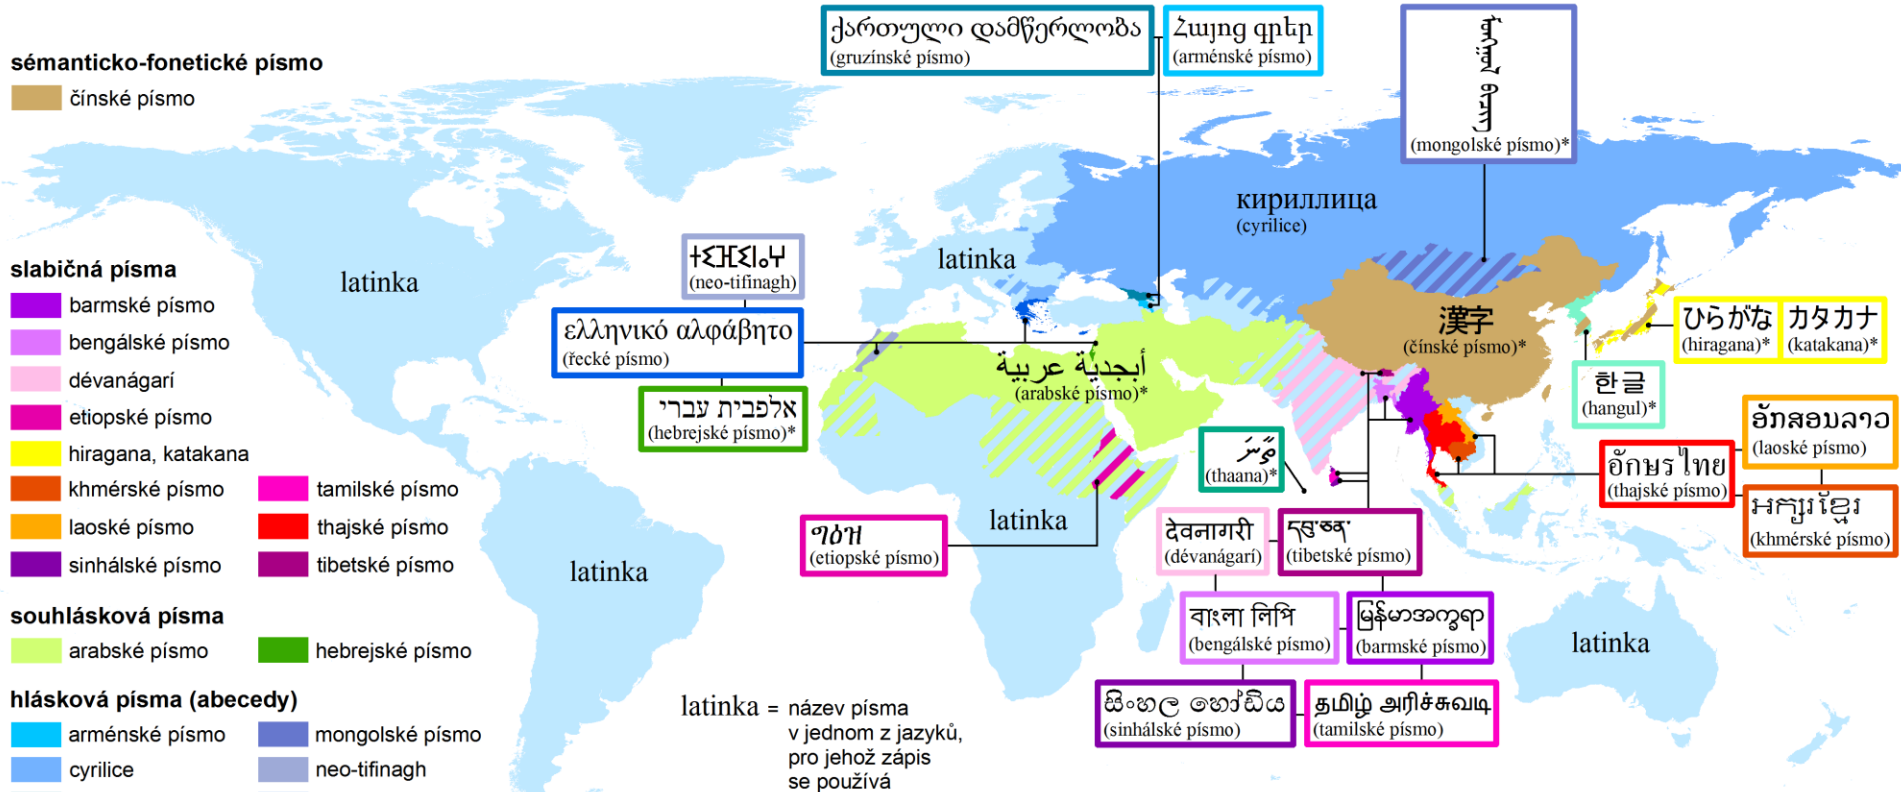 sémanticko-fonetické písmo
čínské písmo
slabičná písma
barmské písmo
bengálské písmo
dévanágarí
etiopské písmo
hiragana, katakana
khmérské písmo
tamilské písmo
laoské písmo
thajské písmo
sinhálské písmo
tibetské písmo
souhlásková písma
arabské písmo
hebrejské písmo
hlásková písma (abecedy)
arménské písmo
mongolské písmo
cyrilice
neo-tifinagh
ქართული დამწერლობა
(gruzínské písmo)
Հայոց գրեր
(arménské písmo)
(mongolské písmo)*
кириллица
(cyrilice)
latinka
latinka
ⵜⵉⴼⵉⵏⴰⵖ
(neo-tifinagh)
ελληνικό αλφάβητο
(řecké písmo)
אלפבית עברי
(hebrejské písmo)*
أبجدية عربية
(arabské písmo)*
漢字
(čínské písmo)*
ひらがな
(hiragana)*
カタカナ
(katakana)*
한글
(hangul)*
ތާނަ
(thaana)*
อักษรไทย
(thajské písmo)
ອັກສອນລາວ
(laoské písmo)
អក្សរខ្មែរ
(khmérské písmo)
latinka
latinka
latinka
ግዕዝ
(etiopské písmo)
देवनागरी
(dévanágarí)
(tibetské písmo)
বাংলা লিপি
(bengálské písmo)
မြန်မာအက္ခရာ
(barmské písmo)
සිංහල හෝඩිය
(sinhálské písmo)
தமிழ் அரிச்சுவடி
(tamilské písmo)
latinka = název písma
v jednom z jazyků,
pro jehož zápis
se používá